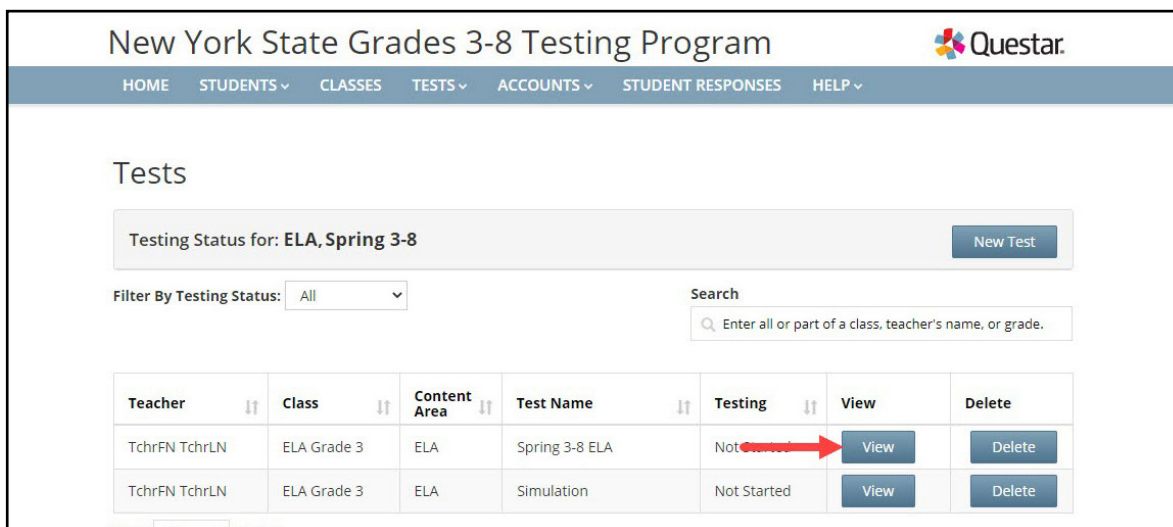 New York State Grades 3-8 Testing Program
Questar.
HOME STUDENTS CLASSES TESTS ACCOUNTS STUDENT RESPONSES HELP
Tests
Testing Status for: ELA, Spring 3-8 New Test
Filter By Testing Status: All
Search
Enter all or part of a class, teacher's name, or grade.
Teacher Class Content Area Test Name Testing View Delete
TchrFN TchrLN ELA Grade 3 ELA Spring 3-8 ELA Not Started View Delete
TchrFN TchrLN ELA Grade 3 ELA Simulation Not Started View Delete